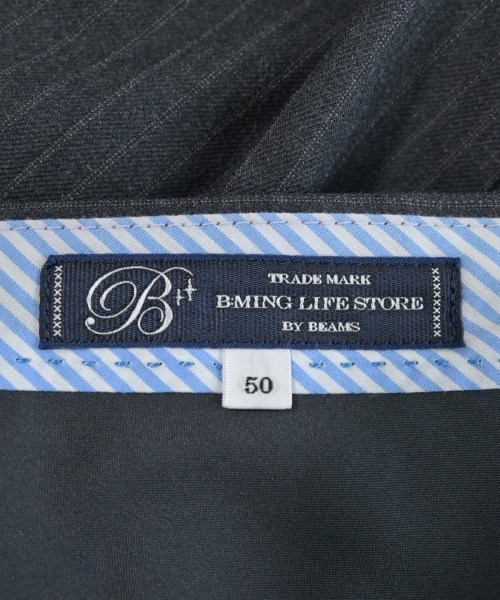 B++
TRADE MARK
B:MING LIFE STORE
BY BEAMS
50